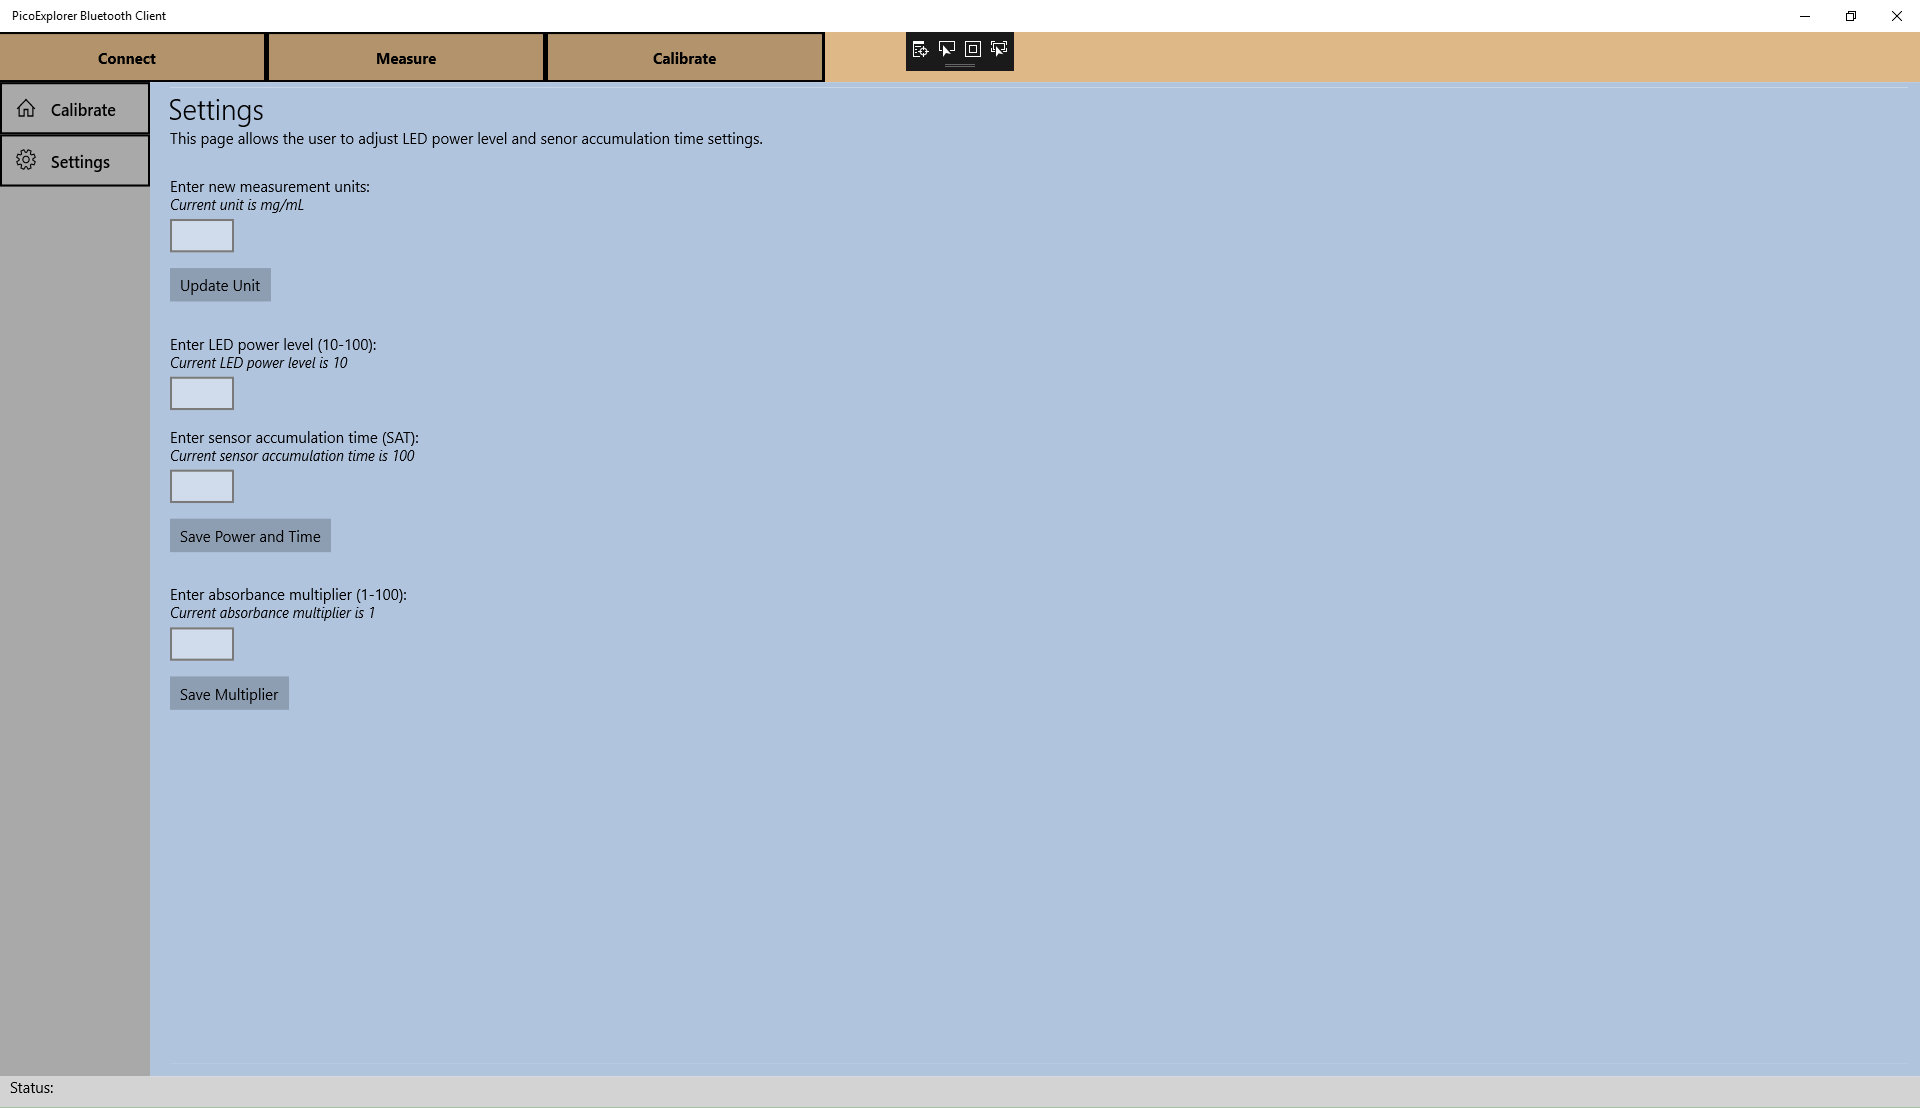 PicoExplorer Bluetooth Client
Connect
Measure
Calibrate
Calibrate
Settings
Settings
This page allows the user to adjust LED power level and senor accumulation time settings.
Enter new measurement units:
Current unit is mg/mL
Update Unit
Enter LED power level (10-100):
Current LED power level is 10
Enter sensor accumulation time (SAT):
Current sensor accumulation time is 100
Save Power and Time
Enter absorbance multiplier (1-100):
Current absorbance multiplier is 1
Save Multiplier
Status: